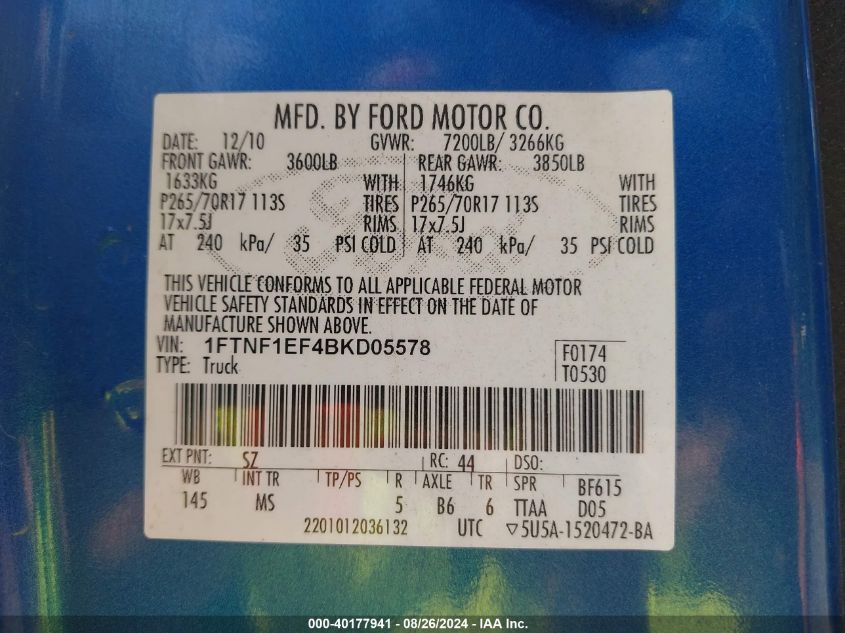 MFD. BY FORD MOTOR CO.
DATE: 12/10 GVWR: 7200LB/ 3266KG
FRONT GAWR: 3600LB REAR GAWR: 3850LB
1633KG WITH 1746KG WITH
P265/70R17 113S TIRES P265/70R17 113S TIRES
17x7.5J RIMS 17x7.5J RIMS
AT 240 kPa/ 35 PSI COLD AT 240 kPa/ 35 PSI COLD
THIS VEHICLE CONFORMS TO ALL APPLICABLE FEDERAL MOTOR
VEHICLE SAFETY STANDARDS IN EFFECT ON THE DATE OF
MANUFACTURE SHOWN ABOVE.
VIN: 1FTNF1EF4BKD05578 F0174
TYPE: Truck T0530
EXT PNT: SZ RC: 44 DSO:
WB INT TR TP/PS R AXLE TR SPR BF615
145 MS 5 B6 6 TTAA D05
2201012036132 UTC ▽5U5A-1520472-BA
000-40177941 - 08/26/2024 - IAA Inc.